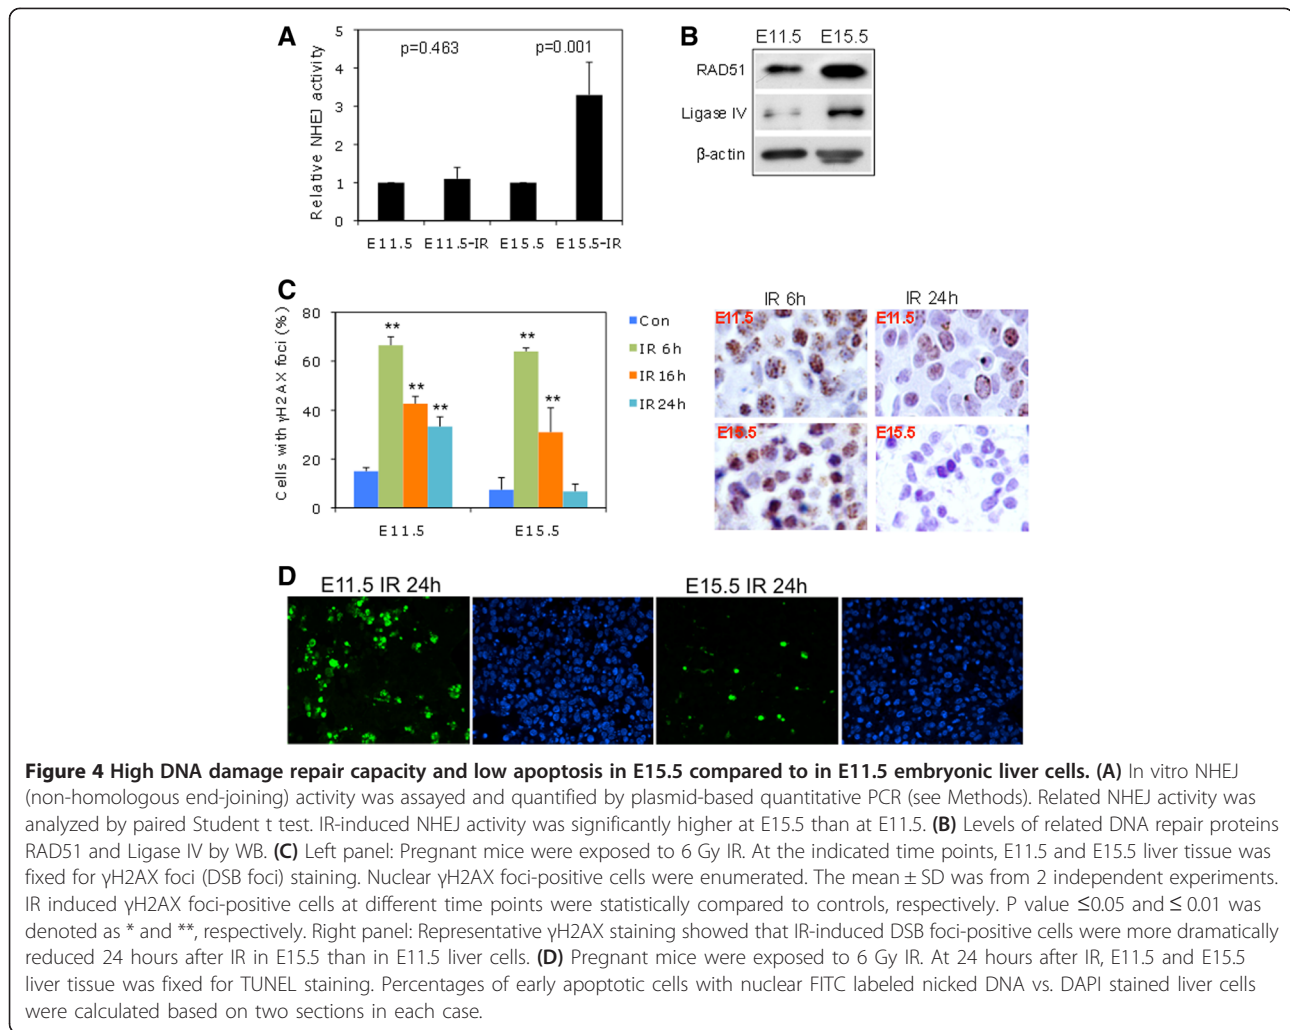 A
5
4
3
2
1
0
Relative NHEJ activity
p=0.463
p=0.001
E11.5 E11.5-IR E15.5 E15.5-IR
B
E11.5 E15.5
RAD51
Ligase IV
β-actin
C
80
60
40
20
0
Cells with γH2AX foci (%)
** ** ** ** **
E11.5 E15.5
Con
IR 6h
IR 16h
IR 24h
IR 6h IR 24h
E11.5 E11.5
E15.5 E15.5
D
E11.5 IR 24h E15.5 IR 24h
Figure 4 High DNA damage repair capacity and low apoptosis in E15.5 compared to in E11.5 embryonic liver cells. (A) In vitro NHEJ
(non-homologous end-joining) activity was assayed and quantified by plasmid-based quantitative PCR (see Methods). Related NHEJ activity was
analyzed by paired Student t test. IR-induced NHEJ activity was significantly higher at E15.5 than at E11.5. (B) Levels of related DNA repair proteins
RAD51 and Ligase IV by WB. (C) Left panel: Pregnant mice were exposed to 6 Gy IR. At the indicated time points, E11.5 and E15.5 liver tissue was
fixed for γH2AX foci (DSB foci) staining. Nuclear γH2AX foci-positive cells were enumerated. The mean ± SD was from 2 independent experiments.
IR induced γH2AX foci-positive cells at different time points were statistically compared to controls, respectively. P value ≤0.05 and ≤ 0.01 was
denoted as * and **, respectively. Right panel: Representative γH2AX staining showed that IR-induced DSB foci-positive cells were more dramatically
reduced 24 hours after IR in E15.5 than in E11.5 liver cells. (D) Pregnant mice were exposed to 6 Gy IR. At 24 hours after IR, E11.5 and E15.5
liver tissue was fixed for TUNEL staining. Percentages of early apoptotic cells with nuclear FITC labeled nicked DNA vs. DAPI stained liver cells
were calculated based on two sections in each case.